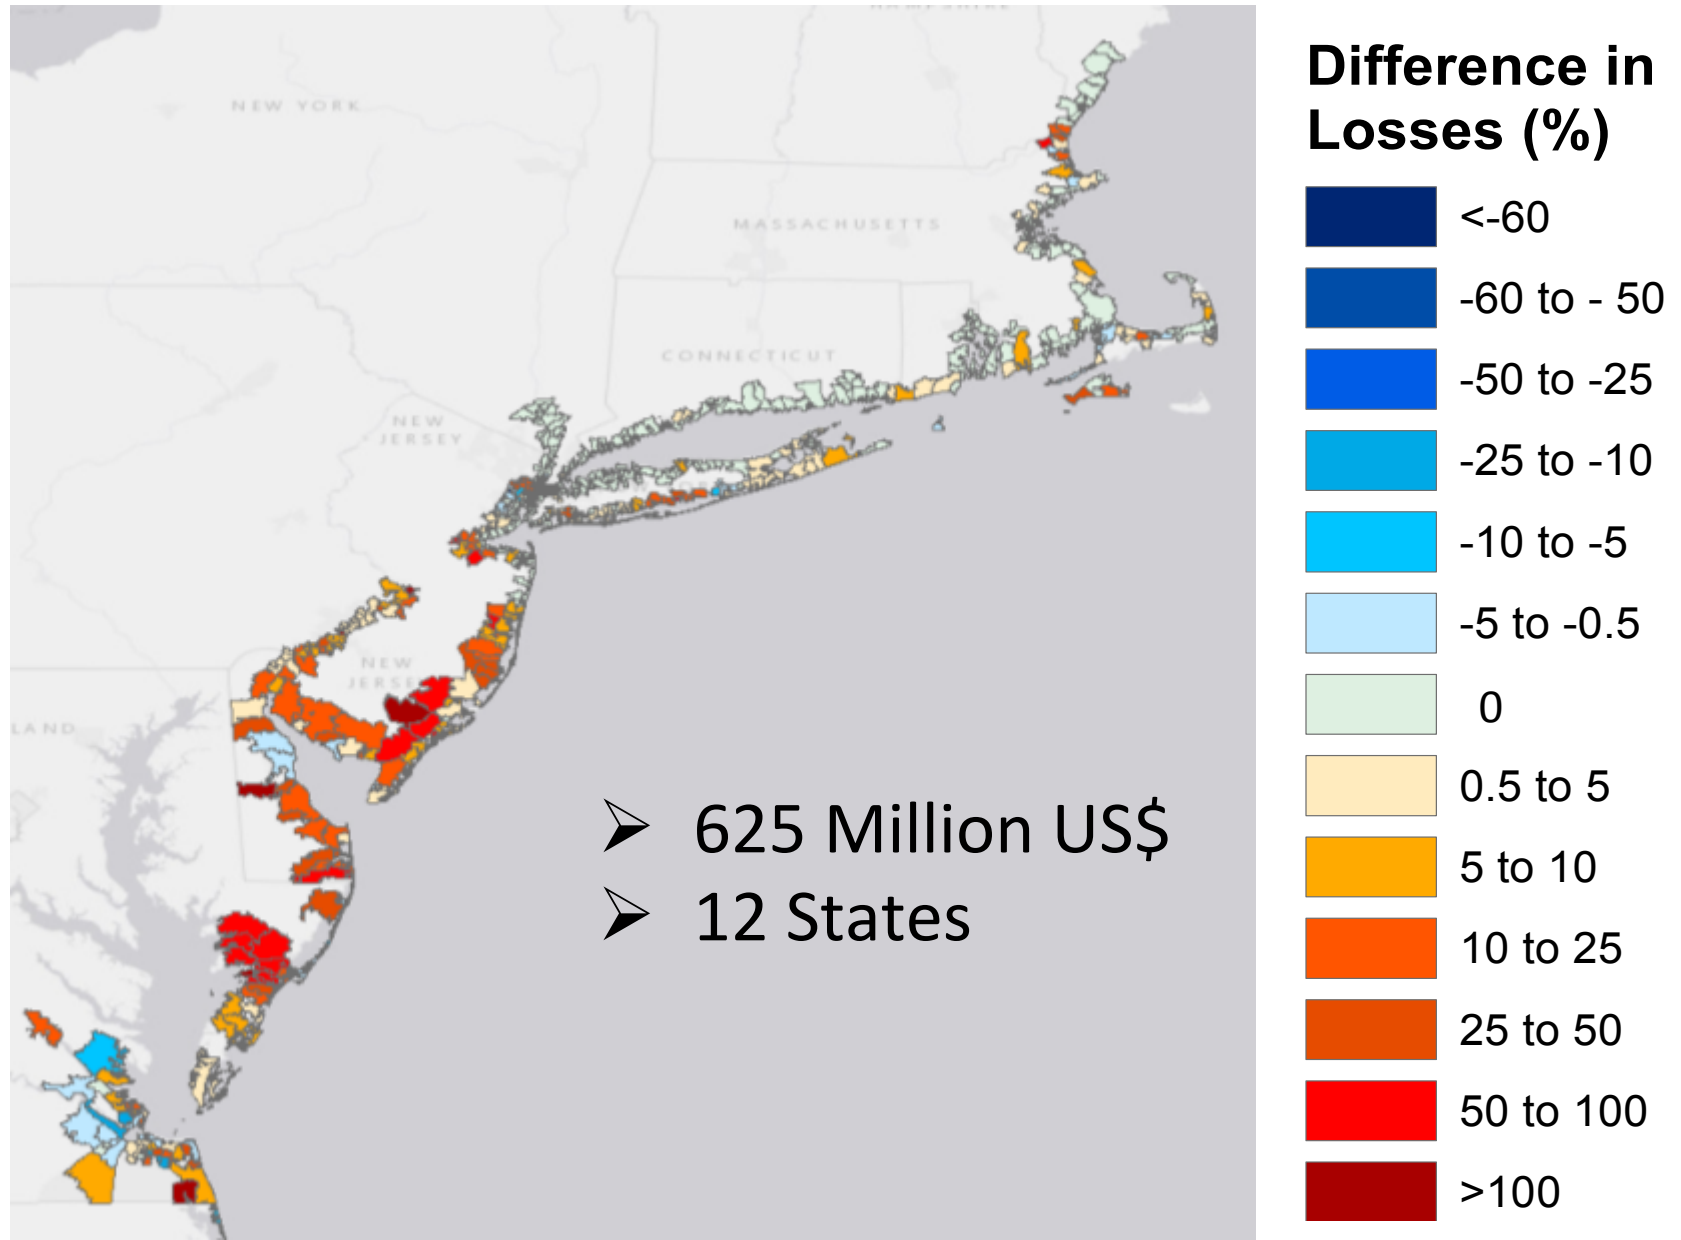 HAMPSHIRE
NEW YORK
MASSACHUSETTS
CONNECTICUT
NEW
JERSEY
NEW
LAND
➢ 625 Million US$
➢ 12 States
Difference in
Losses (%)
<-60
-60 to - 50
-50 to -25
-25 to -10
-10 to -5
-5 to -0.5
0
0.5 to 5
5 to 10
10 to 25
25 to 50
50 to 100
>100